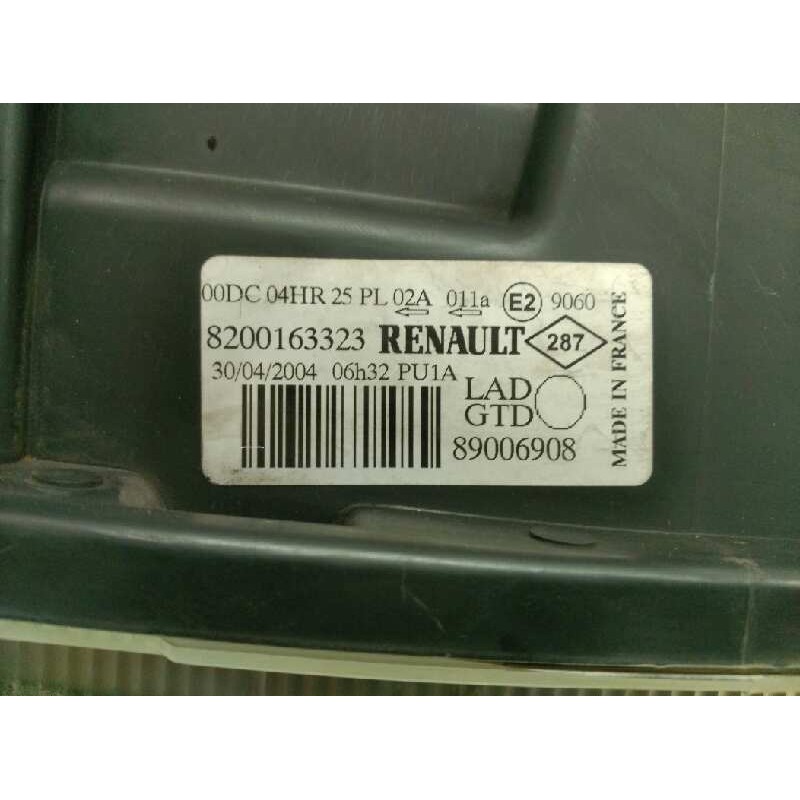 00DC 04HR 25 PL 02A 011a E2 9060
8200163323 RENAULT 287
30/04/2004 06h32 PU1A
LAD
GTD
89006908
MADE IN FRANCE